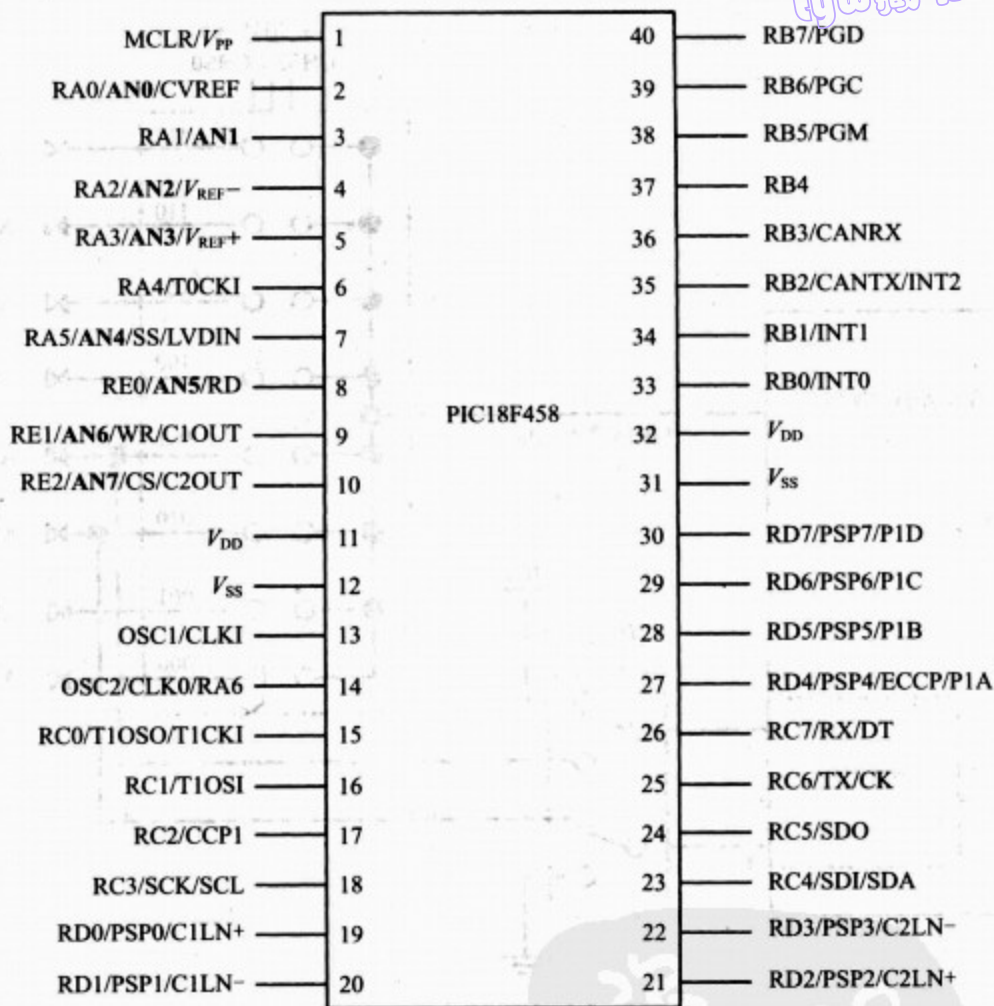 MCLR/VPP 1
RA0/AN0/CVREF 2
RA1/AN1 3
RA2/AN2/VREF− 4
RA3/AN3/VREF+ 5
RA4/T0CKI 6
RA5/AN4/SS/LVDIN 7
RE0/AN5/RD 8
RE1/AN6/WR/C1OUT 9
RE2/AN7/CS/C2OUT 10
VDD 11
VSS 12
OSC1/CLKI 13
OSC2/CLK0/RA6 14
RC0/T1OSO/T1CKI 15
RC1/T1OSI 16
RC2/CCP1 17
RC3/SCK/SCL 18
RD0/PSP0/C1LN+ 19
RD1/PSP1/C1LN− 20
PIC18F458
40 RB7/PGD
39 RB6/PGC
38 RB5/PGM
37 RB4
36 RB3/CANRX
35 RB2/CANTX/INT2
34 RB1/INT1
33 RB0/INT0
32 VDD
31 VSS
30 RD7/PSP7/P1D
29 RD6/PSP6/P1C
28 RD5/PSP5/P1B
27 RD4/PSP4/ECCP/P1A
26 RC7/RX/DT
25 RC6/TX/CK
24 RC5/SDO
23 RC4/SDI/SDA
22 RD3/PSP3/C2LN−
21 RD2/PSP2/C2LN+